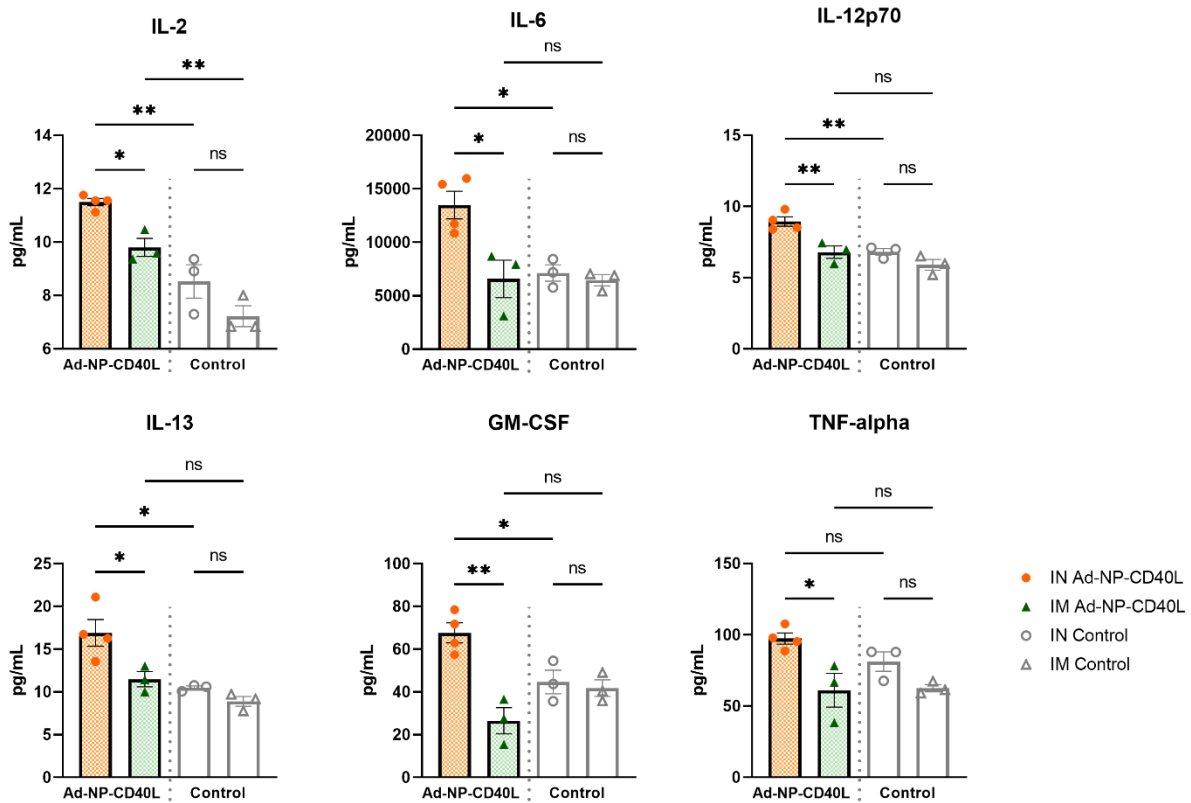 IL-2
**
**
*
ns
14
12
10
8
6
pg/mL
Ad-NP-CD40L
Control
IL-6
ns
*
*
ns
20000
15000
10000
5000
0
pg/mL
Ad-NP-CD40L
Control
IL-12p70
ns
**
**
ns
15
10
5
0
pg/mL
Ad-NP-CD40L
Control
IL-13
ns
*
*
ns
25
20
15
10
5
0
pg/mL
Ad-NP-CD40L
Control
GM-CSF
ns
*
**
ns
100
80
60
40
20
0
pg/mL
Ad-NP-CD40L
Control
TNF-alpha
ns
ns
*
ns
150
100
50
0
pg/mL
Ad-NP-CD40L
Control
IN Ad-NP-CD40L
IM Ad-NP-CD40L
IN Control
IM Control